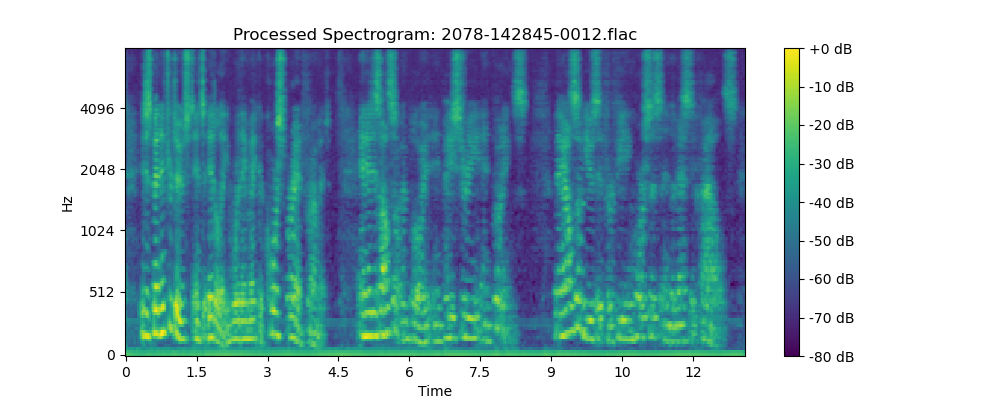 Processed Spectrogram: 2078-142845-0012.flac
+0 dB
4096
-10 dB
-20 dB
2048
-30 dB
Hz
-40 dB
1024
-50 dB
-60 dB
512
-70 dB
0
-80 dB
0 1.5 3 4.5 6 7.5 9 10 12
Time